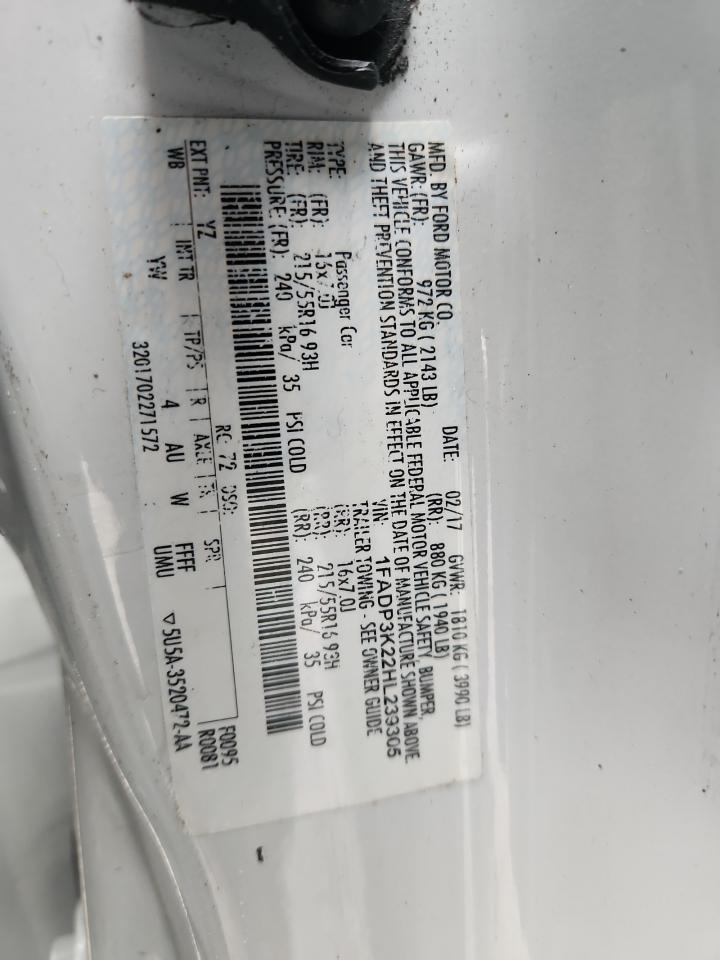 MFD. BY FORD MOTOR CO.
DATE: 02/17 GVWR: 1810 KG ( 3990 LB)
GAWR: (FR): 972 KG ( 2143 LB) (RR): 880 KG ( 1940 LB)
THIS VEHICLE CONFORMS TO ALL APPLICABLE FEDERAL MOTOR VEHICLE SAFETY, BUMPER,
AND THEFT PREVENTION STANDARDS IN EFFECT ON THE DATE OF MANUFACTURE SHOWN ABOVE.
VIN: 1FADP3K22HL239305
TYPE: Passenger Car TRAILER TOWING - SEE OWNER GUIDE
RIM: (FR): 16x7.0J (RR): 16x7.0J
TIRE: (FR): 215/55R16 93H (RR): 215/55R16 93H
PRESSURE: (FR): 240 kPa/ 35 PSI COLD (RR): 240 kPa/ 35 PSI COLD
F0095
EXT PNT: YZ RC: 72 DSO: R0081
WB INT TR TP/PS R AXLE TR SPR
YW 4 AU W FFFF
3201702271572 UMU ▽5U5A-3520472-AA